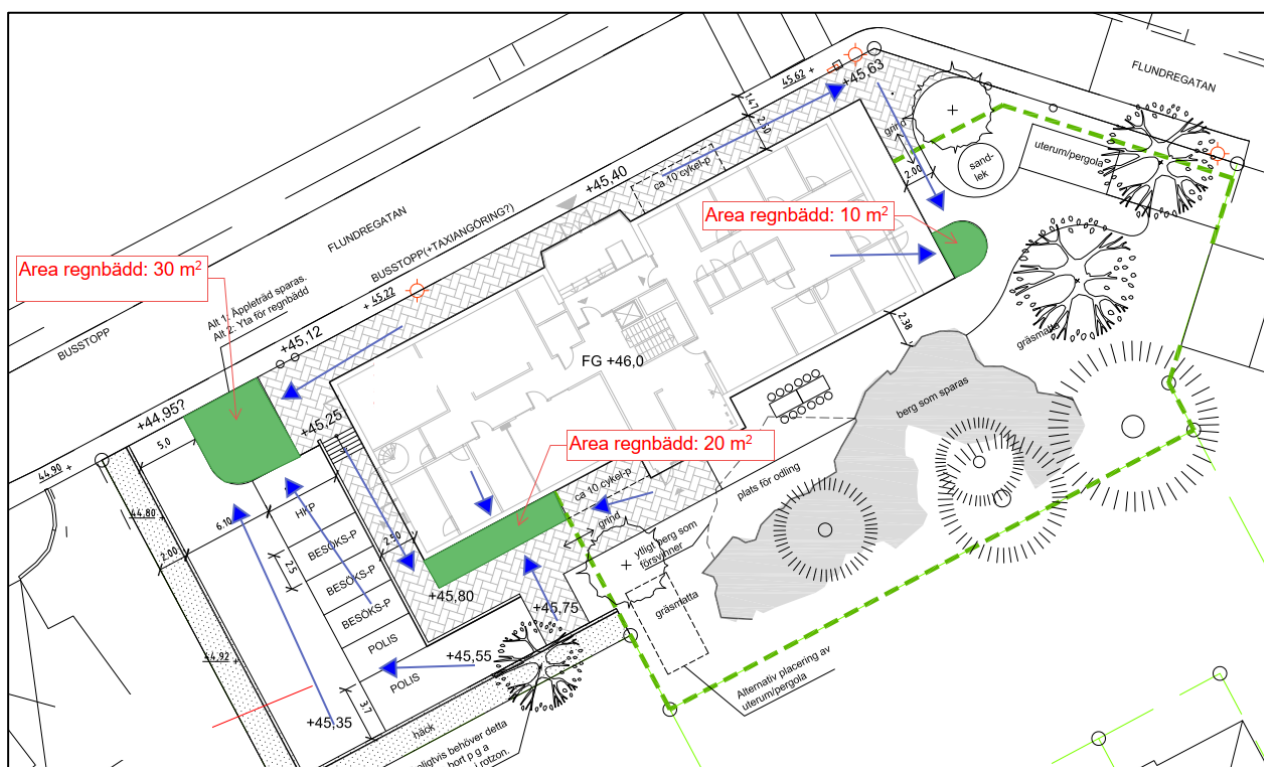 FLUNDREGATAN
45.62 +
+45,63
1.47
2.50
grind
2.00
sand-
lek
uterum/pergola
ca 10 cykel-p
+45,40
Area regnbädd: 10 m²
FLUNDREGATAN
BUSSTOPP(+TAXIANGÖRING?)
Area regnbädd: 30 m²
Alt 1: Äppleträd sparas.
Alt 2: Yta för regnbädd
+ 45.22
BUSSTOPP
+45,12
FG +46,0
2.38
gräsmatta
berg som sparas
+44,95?
+45,25
5,0
44.90 +
Area regnbädd: 20 m²
ca 10 cykel-p
grind
plats för odling
ytligt berg som
försvinner
gräsmatta
44.80
6.10
2.00
HKP
BESÖKS-P
BESÖKS-P
BESÖKS-P
POLIS
POLIS
2.5
2.50
+45,80
+45,75
+45,55
44.92 +
+45,35
3.7
häck
Alternativ placering av
uterum/pergola
oligtvis behöver detta
bort p g a
i rotzon.